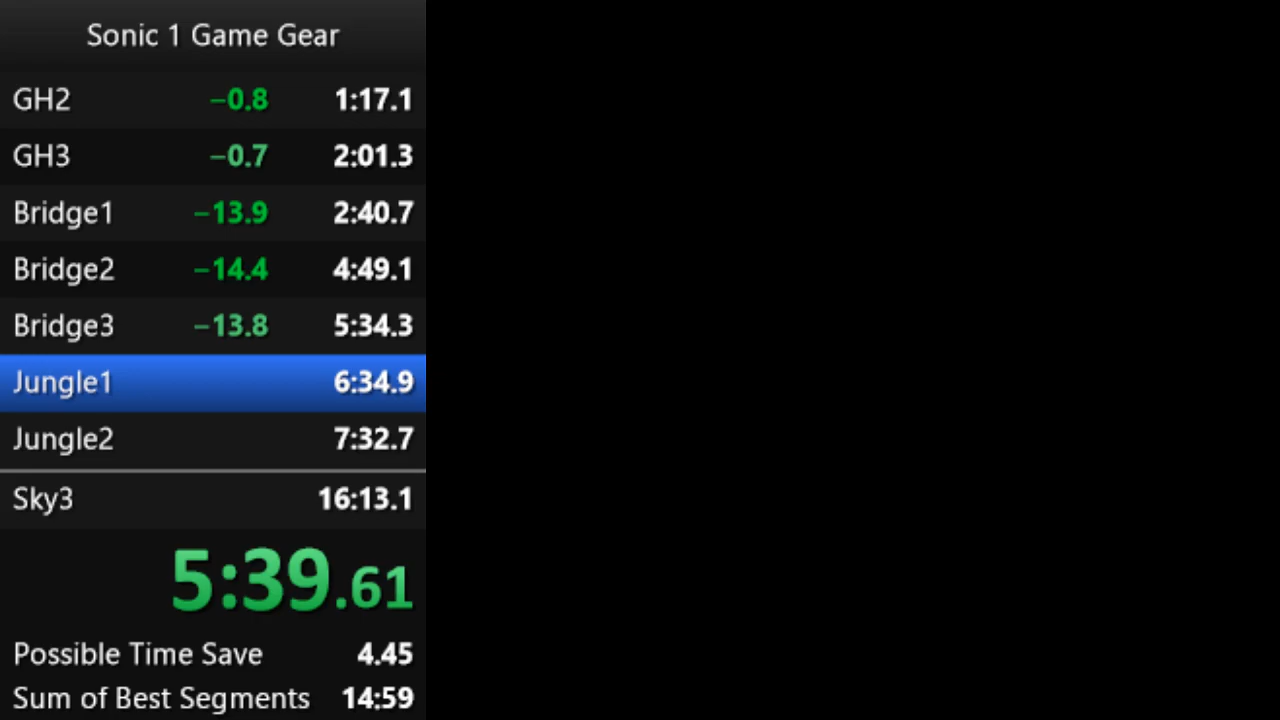 Sonic 1 Game Gear
GH2 −0.8 1:17.1
GH3 −0.7 2:01.3
Bridge1 −13.9 2:40.7
Bridge2 −14.4 4:49.1
Bridge3 −13.8 5:34.3
Jungle1 6:34.9
Jungle2 7:32.7
Sky3 16:13.1
5:39.61
Possible Time Save 4.45
Sum of Best Segments 14:59